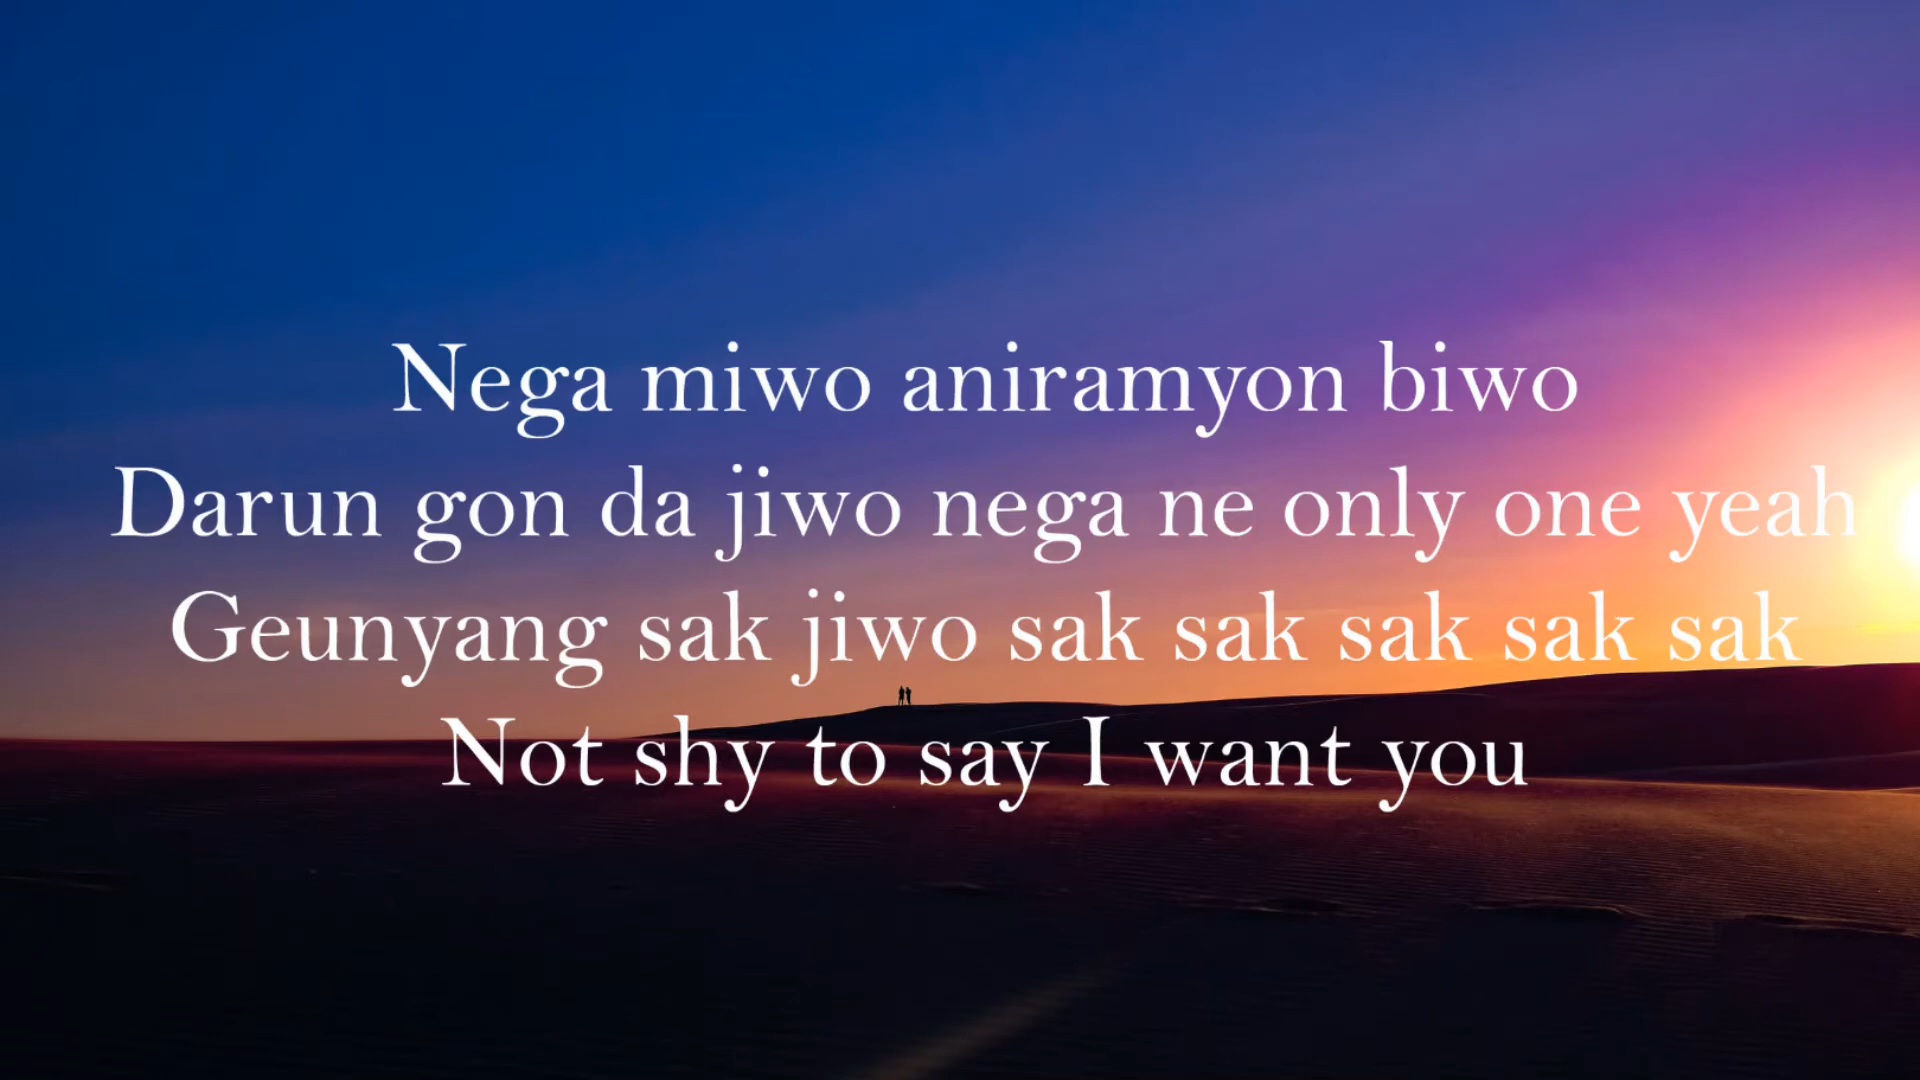 Nega miwo aniramyon biwo
Darun gon da jiwo nega ne only one yeah
Geunyang sak jiwo sak sak sak sak sak
Not shy to say I want you